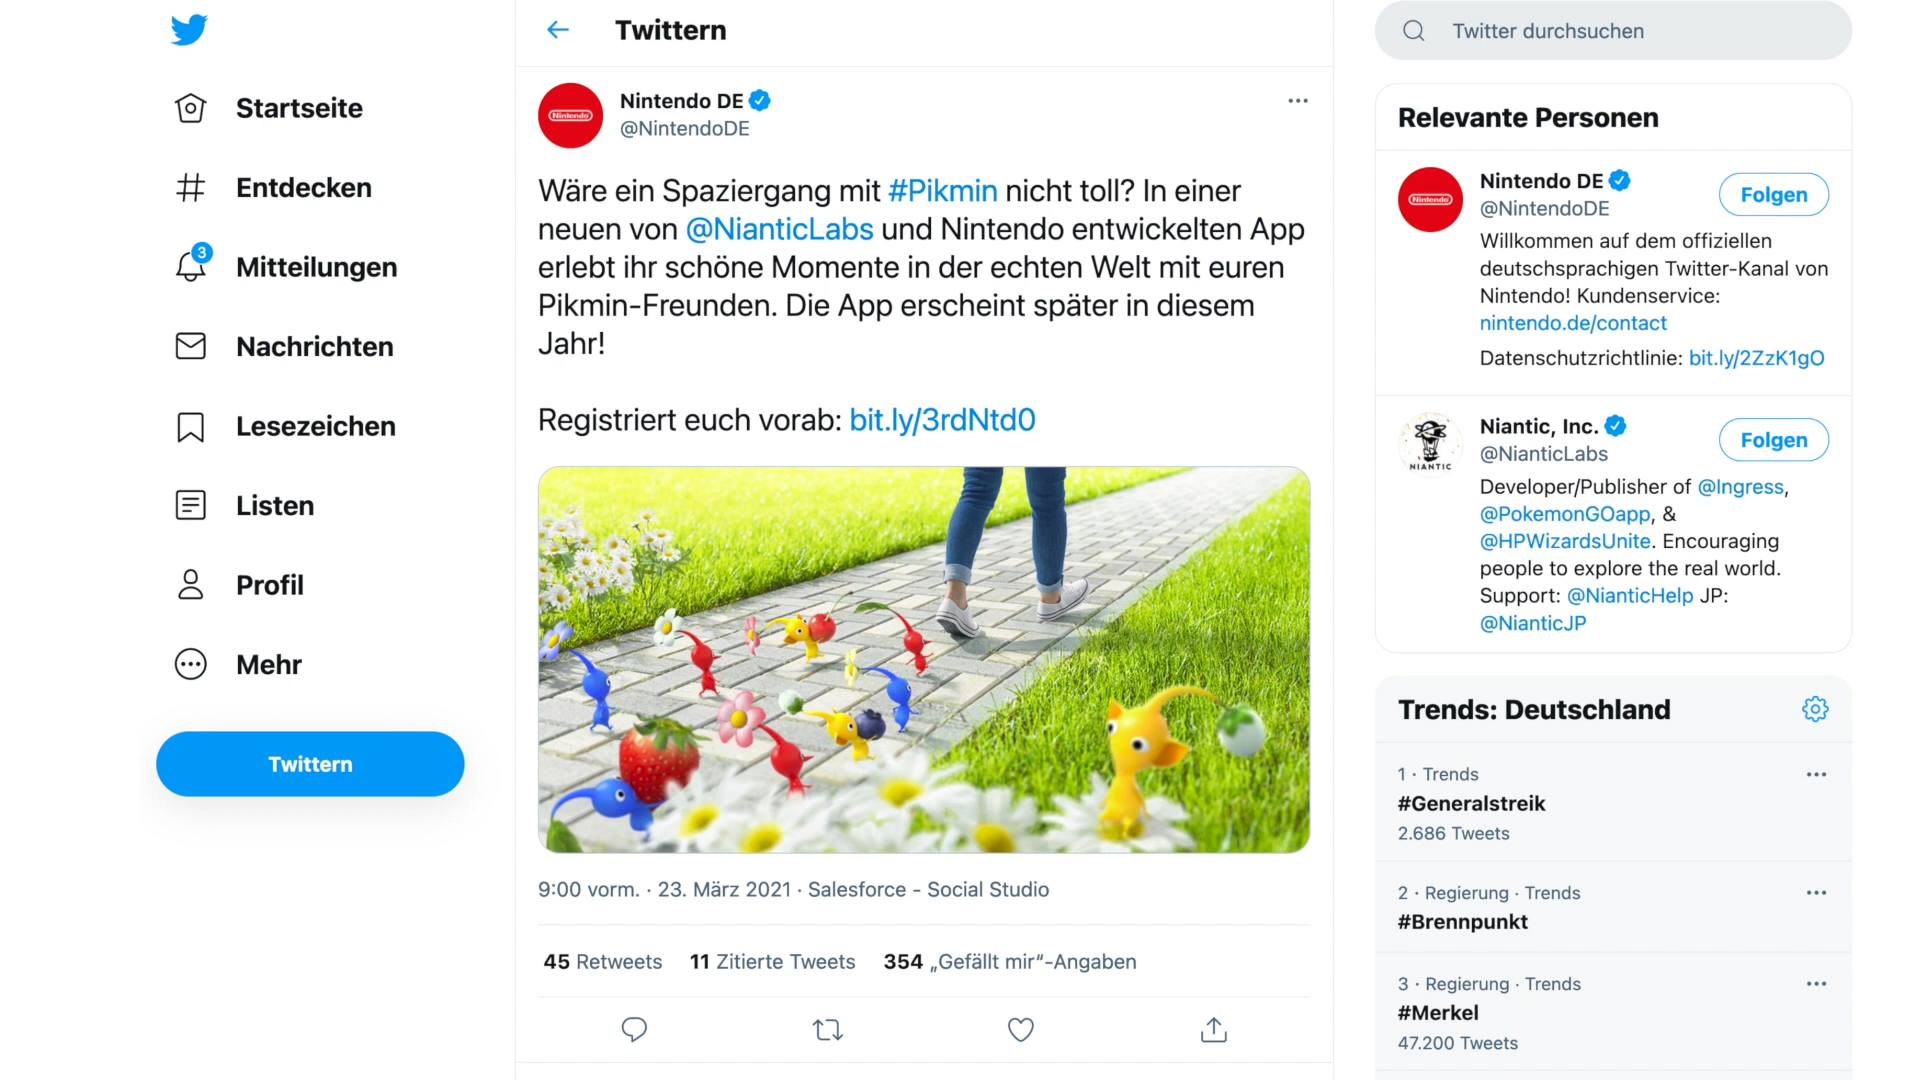 Startseite
Entdecken
3
Mitteilungen
Nachrichten
Lesezeichen
Listen
Profil
Mehr
Twittern
Twittern
Nintendo
Nintendo DE
@NintendoDE
Wäre ein Spaziergang mit #Pikmin nicht toll? In einer
neuen von @NianticLabs und Nintendo entwickelten App
erlebt ihr schöne Momente in der echten Welt mit euren
Pikmin-Freunden. Die App erscheint später in diesem
Jahr!
Registriert euch vorab: bit.ly/3rdNtd0
9:00 vorm. · 23. März 2021 · Salesforce - Social Studio
45 Retweets 11 Zitierte Tweets 354 „Gefällt mir“-Angaben
Twitter durchsuchen
Relevante Personen
Nintendo
Nintendo DE
@NintendoDE
Folgen
Willkommen auf dem offiziellen
deutschsprachigen Twitter-Kanal von
Nintendo! Kundenservice:
nintendo.de/contact
Datenschutzrichtlinie: bit.ly/2ZzK1gO
NIANTIC
Niantic, Inc.
@NianticLabs
Folgen
Developer/Publisher of @Ingress,
@PokemonGOapp, &
@HPWizardsUnite. Encouraging
people to explore the real world.
Support: @NianticHelp JP:
@NianticJP
Trends: Deutschland
1 · Trends
#Generalstreik
2.686 Tweets
2 · Regierung · Trends
#Brennpunkt
3 · Regierung · Trends
#Merkel
47.200 Tweets